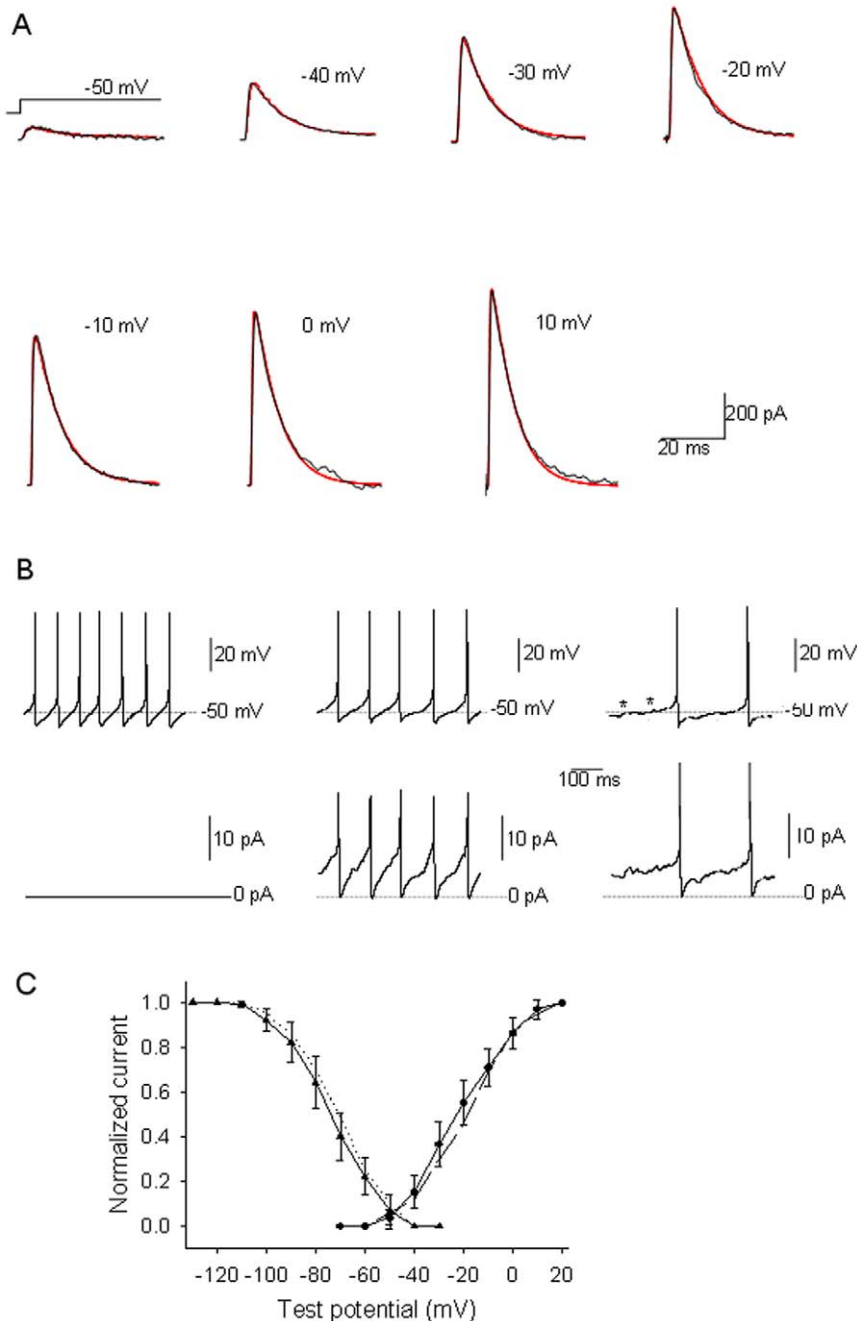 A
-50 mV
-40 mV
-30 mV
-20 mV
-10 mV
0 mV
10 mV
200 pA
20 ms
B
20 mV
-50 mV
20 mV
-50 mV
* *
20 mV
-50 mV
100 ms
10 pA
0 pA
10 pA
0 pA
10 pA
0 pA
C
Normalized current
1.0
0.8
0.6
0.4
0.2
0.0
-120 -100 -80 -60 -40 -20 0 20
Test potential (mV)